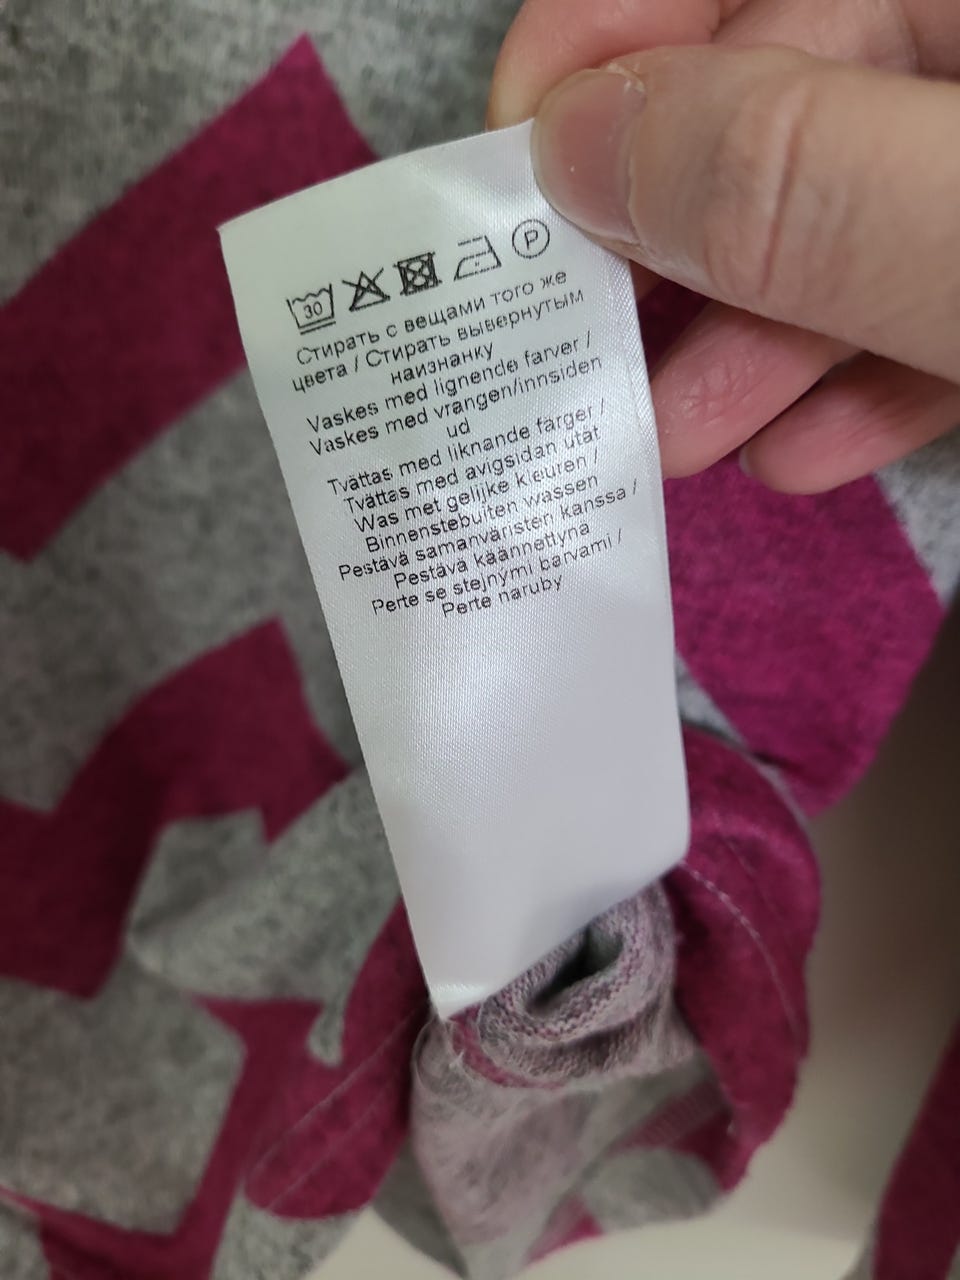 30 P
Стирать с вещами того же
цвета / Стирать вывернутым
наизнанку
Vaskes med lignende farver /
Vaskes med vrangen/innsiden
ud
Tvättas med liknande färger /
Tvättas med avigsidan utåt
Was met gelijke kleuren /
Binnenstebuiten wassen
Pestävä samanväristen kanssa /
Pestävä käännettynä
Perte se stejnými barvami /
Perte naruby